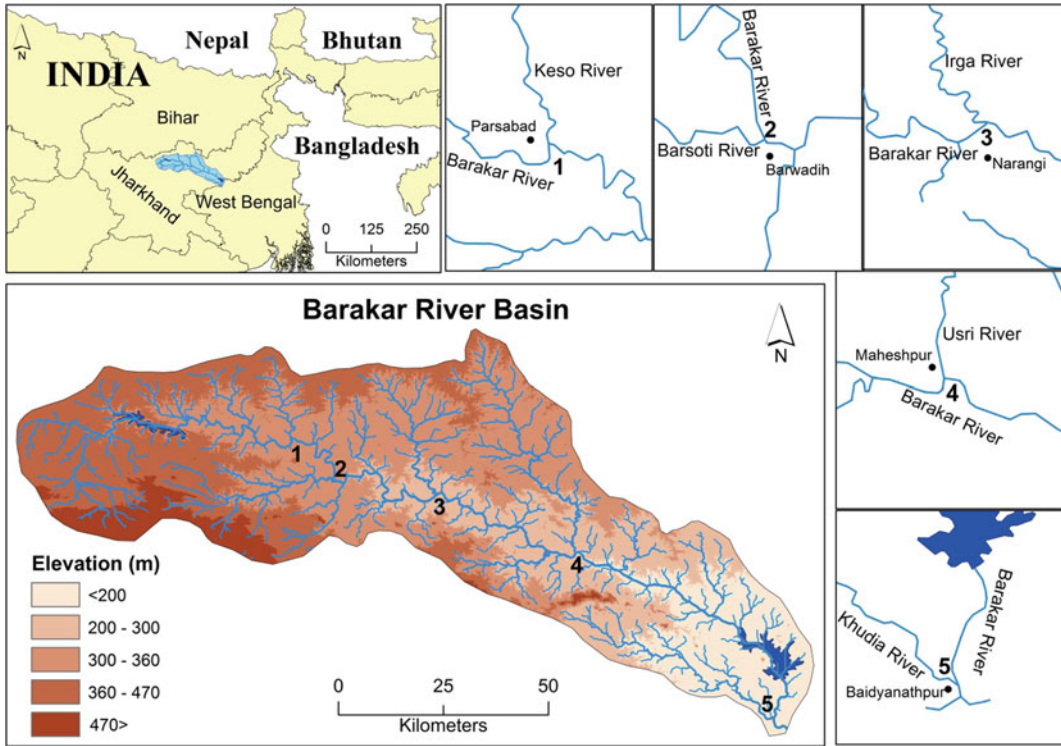 N
Nepal
Bhutan
INDIA
Bihar
Bangladesh
Jharkhand
West Bengal
0 125 250
Kilometers
Keso River
Parsabad
Barakar River
1
Barakar River
2
Barsoti River
Barwadih
Irga River
3
Barakar River
Narangi
Barakar River Basin
N
1
2
3
4
5
Elevation (m)
<200
200 - 300
300 - 360
360 - 470
470>
0 25 50
Kilometers
Usri River
Maheshpur
4
Barakar River
Barakar River
Khudia River
5
Baidyanathpur